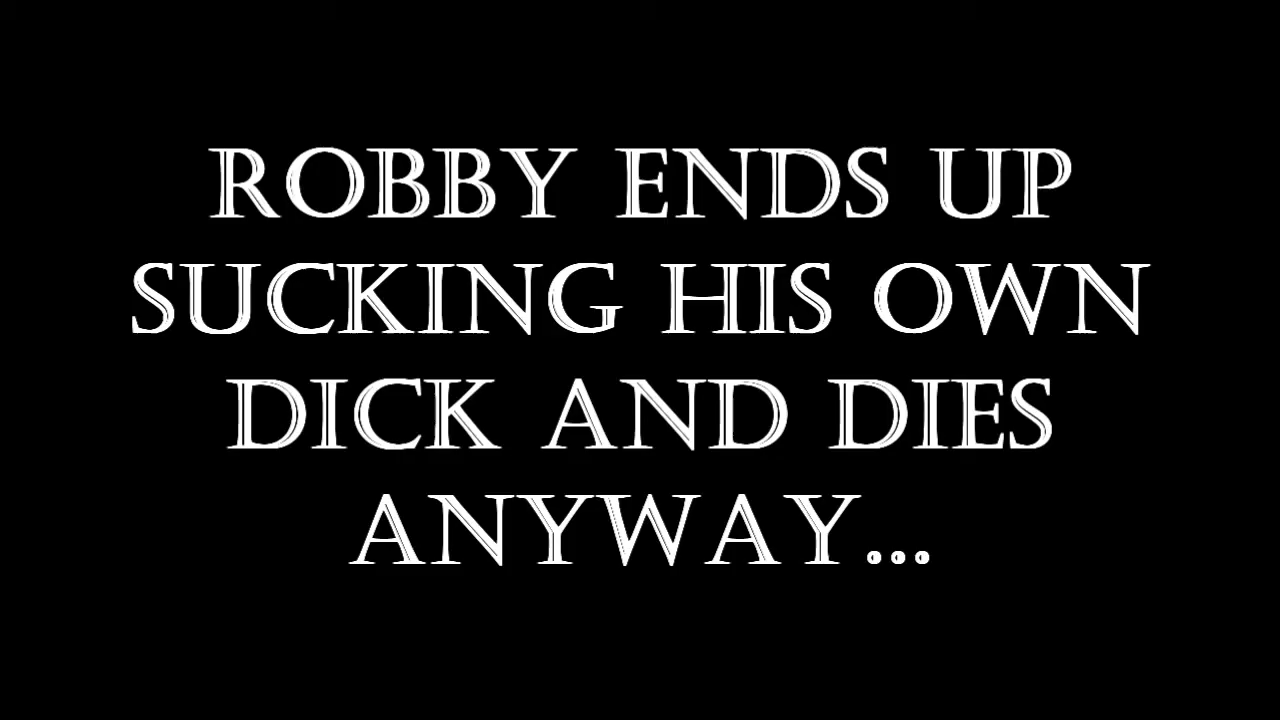 ROBBY ENDS UP
SUCKING HIS OWN
DICK AND DIES
ANYWAY...